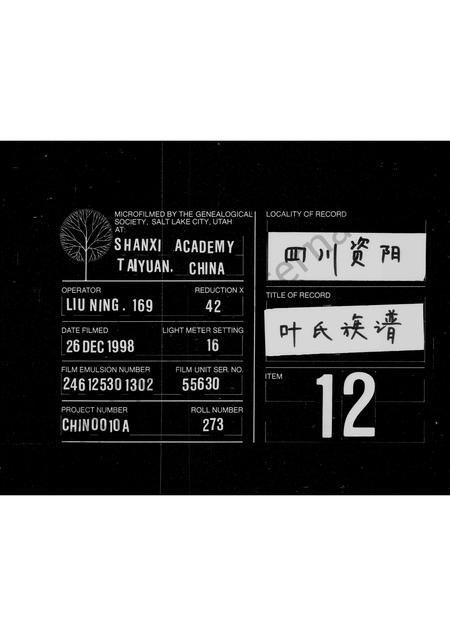 MICROFILMED BY THE GENEALOGICAL
SOCIETY, SALT LAKE CITY, UTAH
AT:
SHANXI ACADEMY
TAIYUAN, CHINA
OPERATOR
REDUCTION X
LIU NING. 169
42
DATE FILMED
LIGHT METER SETTING
26 DEC 1998
16
FILM EMULSION NUMBER
FILM UNIT SER. NO.
246125301302
55630
PROJECT NUMBER
ROLL NUMBER
CHIN0010A
273
LOCALITY OF RECORD
四川资阳
TITLE OF RECORD
叶氏族谱
ITEM
12